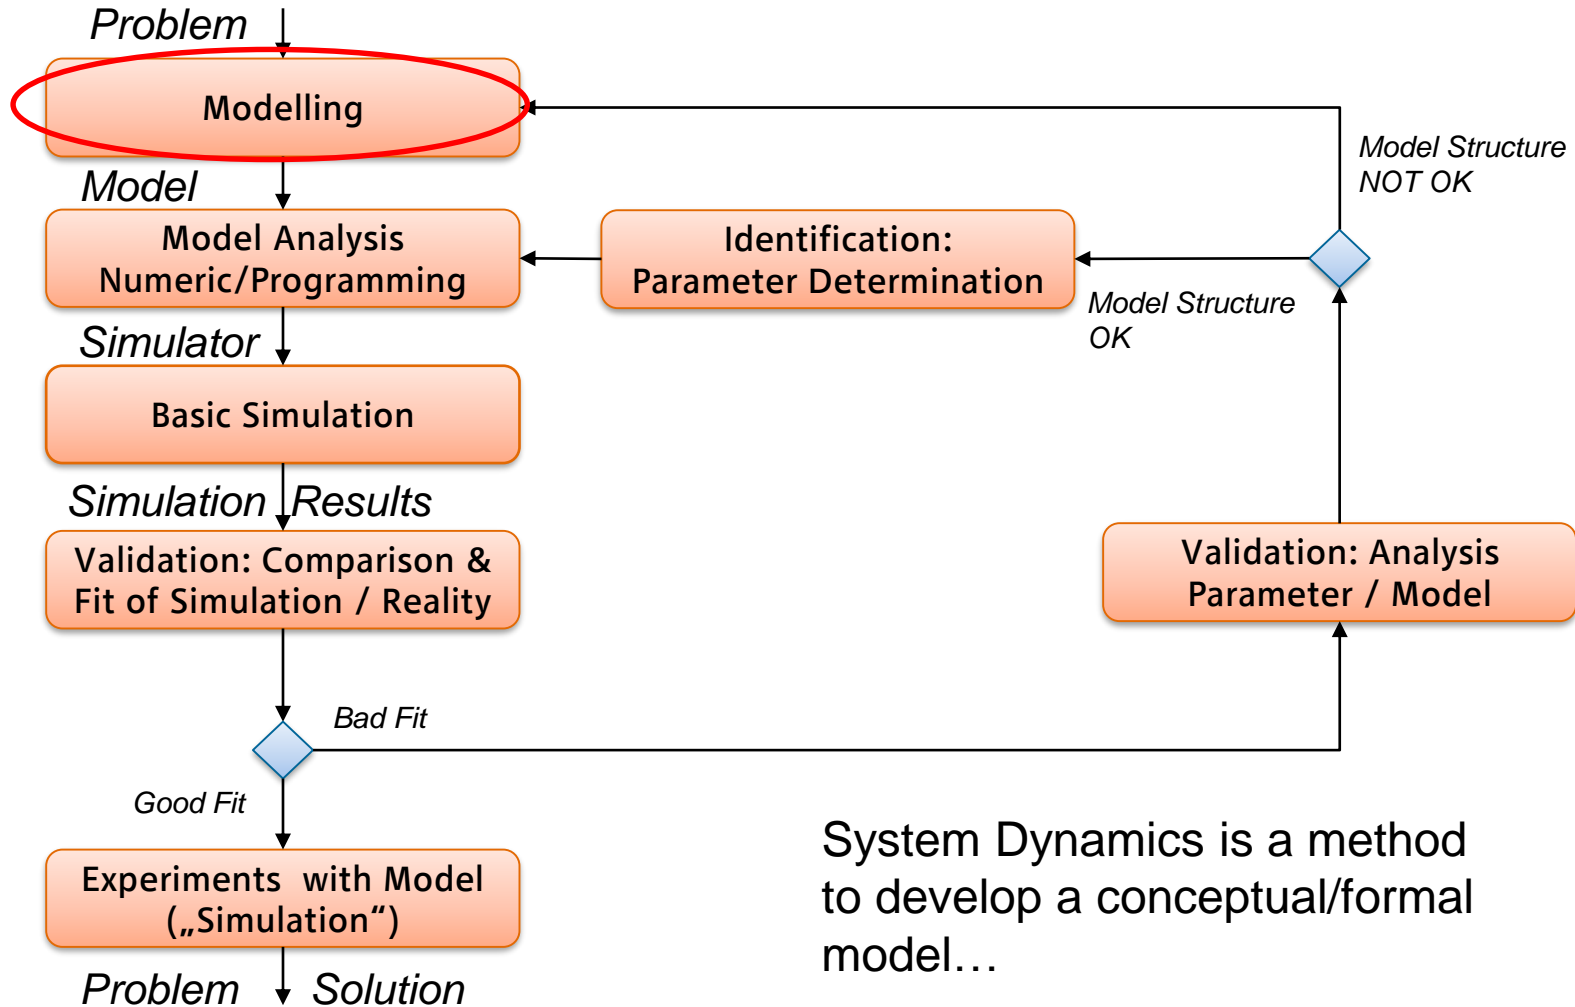 Problem
Modelling
Model Structure
NOT OK
Model
Model Analysis
Numeric/Programming
Identification:
Parameter Determination
Model Structure
OK
Simulator
Basic Simulation
Simulation Results
Validation: Comparison &
Fit of Simulation / Reality
Validation: Analysis
Parameter / Model
Bad Fit
Good Fit
Experiments with Model
(„Simulation“)
System Dynamics is a method
to develop a conceptual/formal
model…
Problem Solution